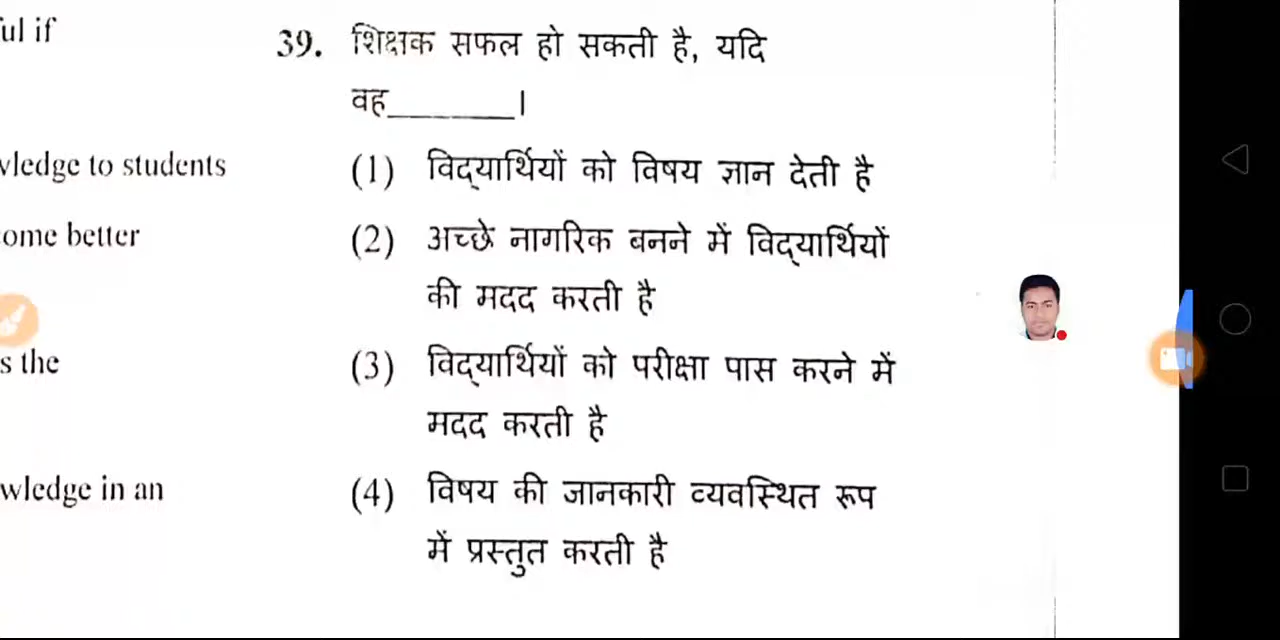 ful if
39. शिक्षक सफल हो सकती है, यदि
वह_______।
wledge to students
(1) विद्यार्थियों को विषय ज्ञान देती है
ome better
(2) अच्छे नागरिक बनने में विद्यार्थियों
की मदद करती है
s the
(3) विद्यार्थियों को परीक्षा पास करने में
मदद करती है
wledge in an
(4) विषय की जानकारी व्यवस्थित रूप
में प्रस्तुत करती है